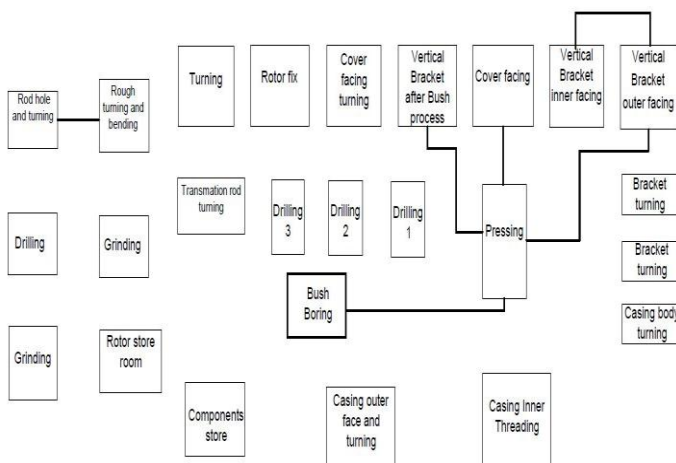 Rod hole
and turning
Rough
turning and
bending
Turning
Rotor fix
Cover
facing
turning
Vertical
Bracket
after Bush
process
Cover facing
Vertical
Bracket
inner facing
Vertical
Bracket
outer facing
Transmation rod
turning
Drilling
3
Drilling
2
Drilling
1
Pressing
Bracket
turning
Drilling
Grinding
Bracket
turning
Bush
Boring
Casing body
turning
Grinding
Rotor store
room
Components
store
Casing outer
face and
turning
Casing Inner
Threading